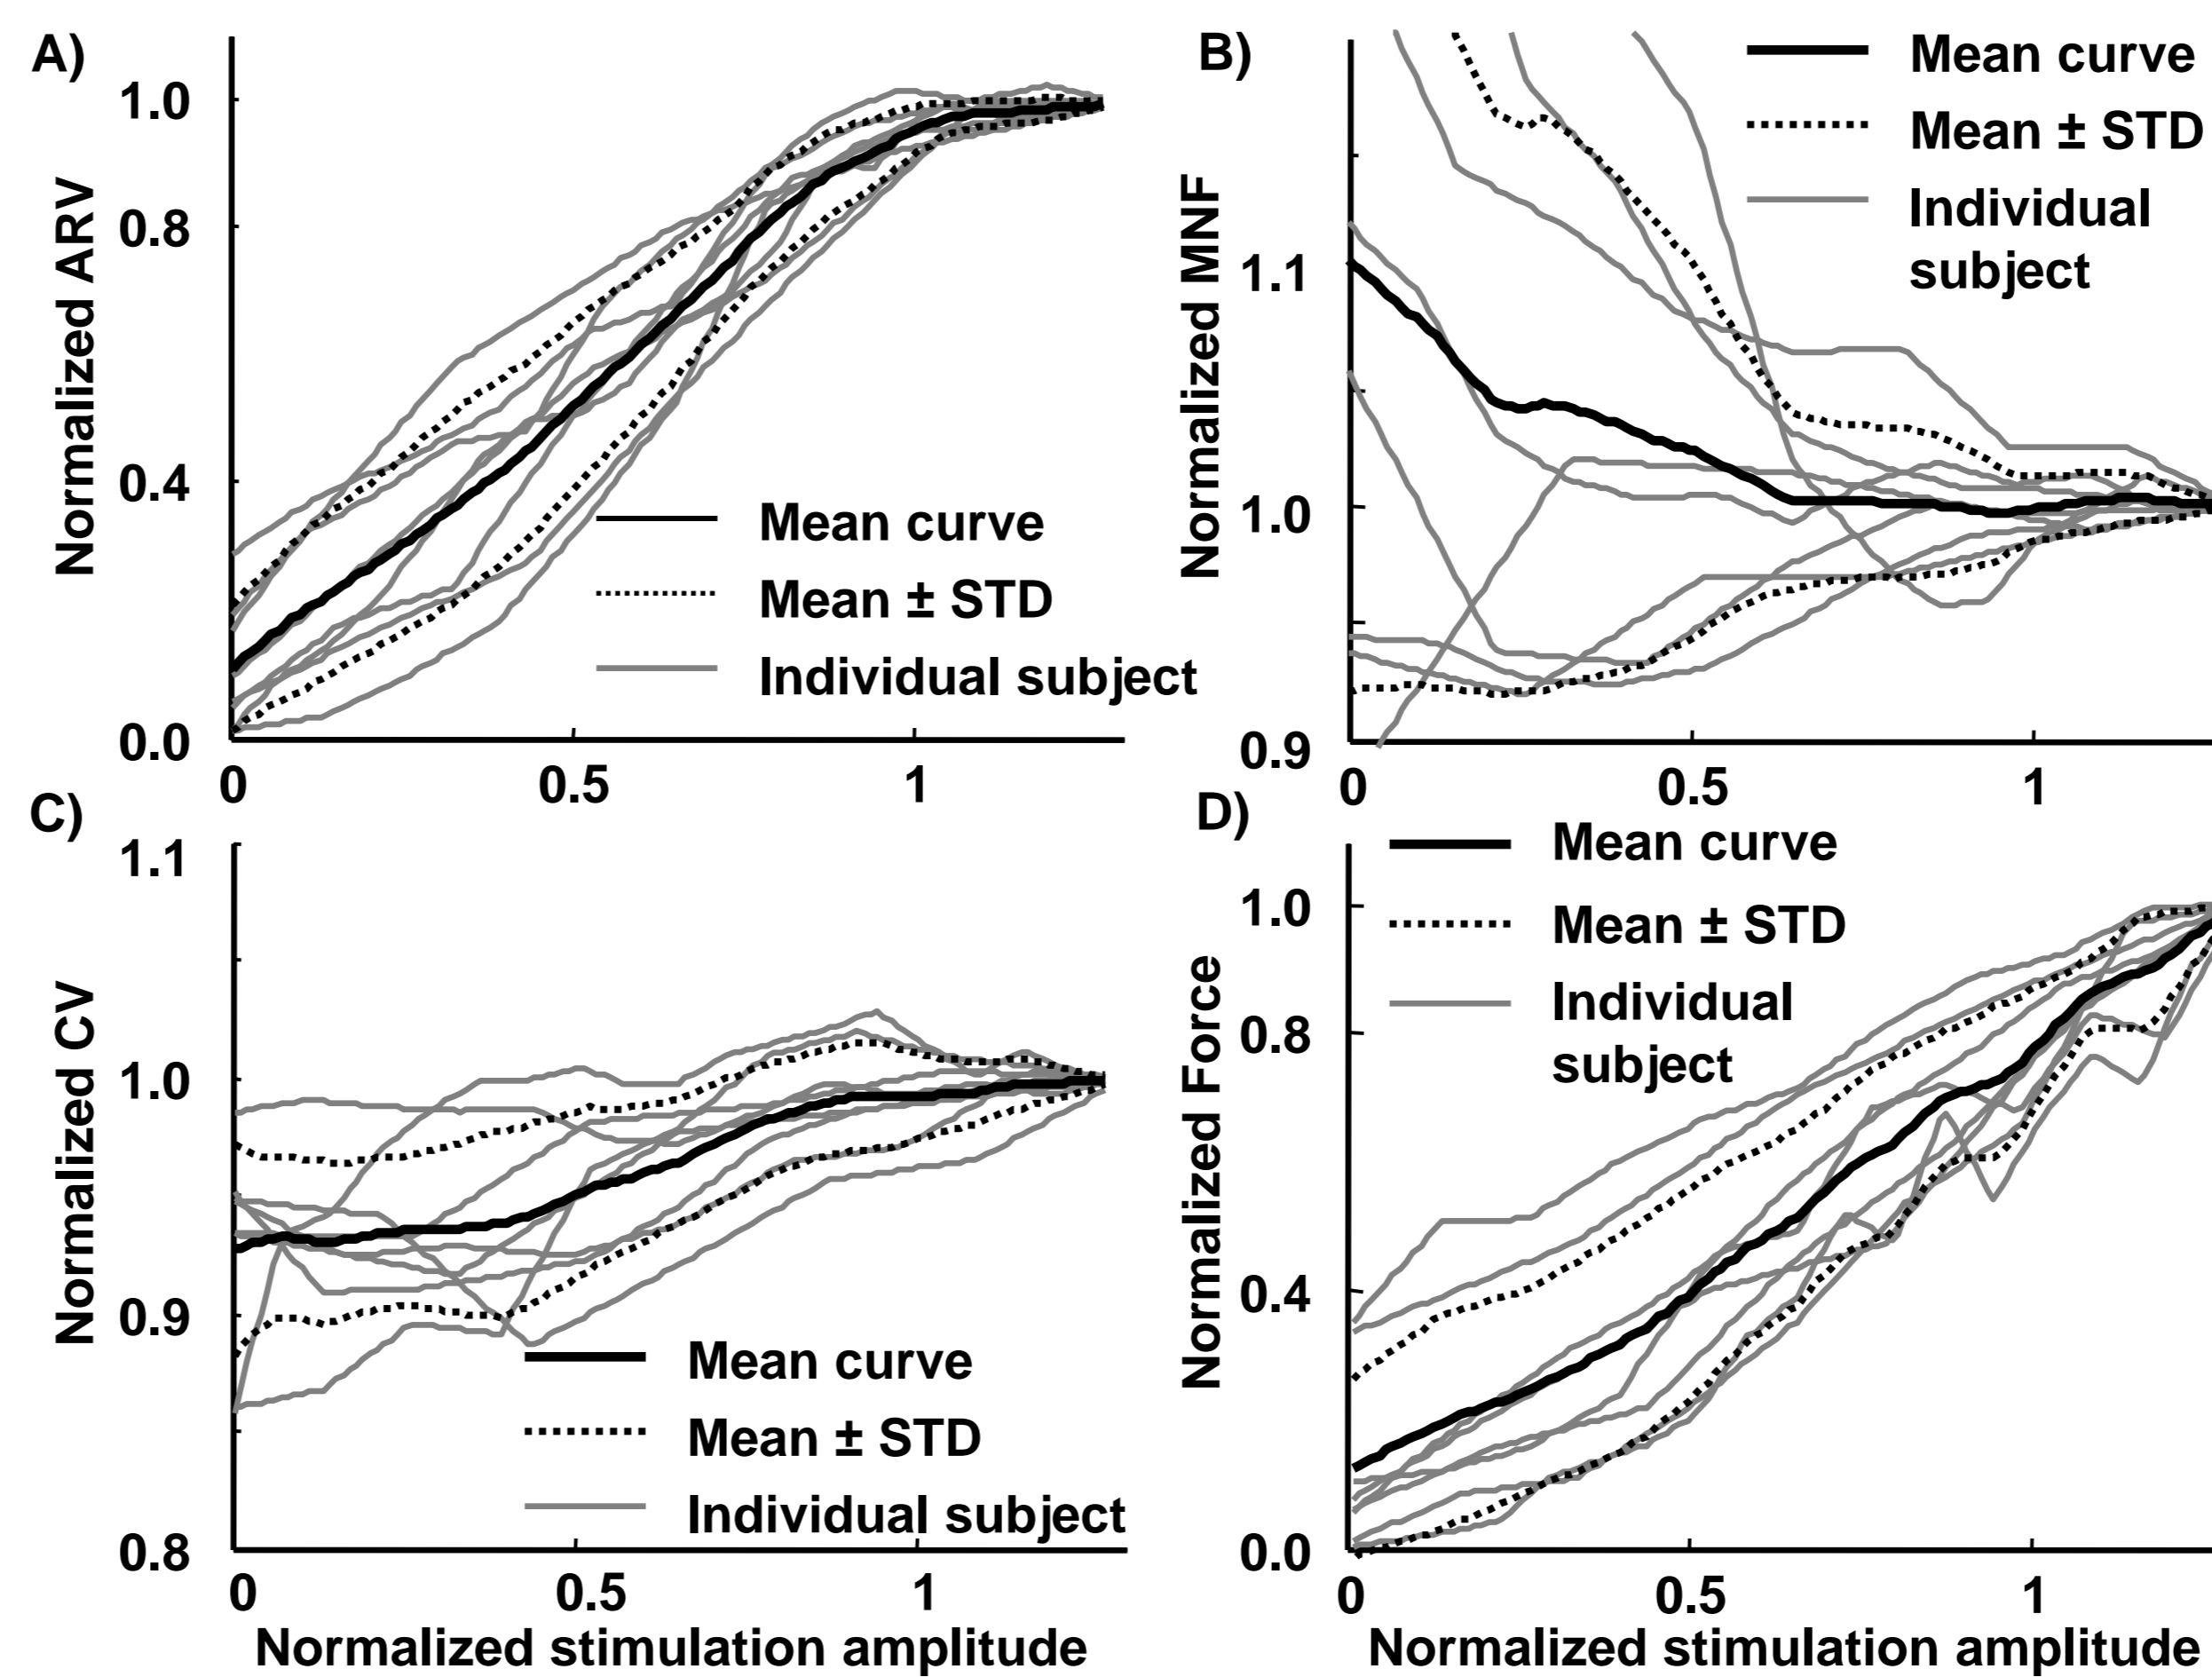 A)
Normalized ARV
1.0
0.8
0.4
0.0
0
0.5
1
Mean curve
Mean ± STD
Individual subject
B)
Normalized MNF
1.1
1.0
0.9
0
0.5
1
Mean curve
Mean ± STD
Individual
subject
C)
Normalized CV
1.1
1.0
0.9
0.8
0
0.5
1
Mean curve
Mean ± STD
Individual subject
Normalized stimulation amplitude
D)
Normalized Force
1.0
0.8
0.4
0.0
0
0.5
1
Mean curve
Mean ± STD
Individual
subject
Normalized stimulation amplitude